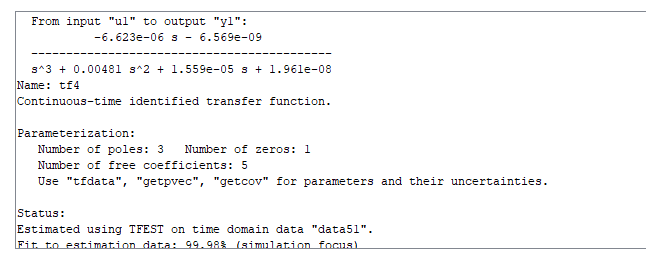 From input "u1" to output "y1":
-6.623e-06 s - 6.569e-09
---------------------------------------------
s^3 + 0.00481 s^2 + 1.559e-05 s + 1.961e-08
Name: tf4
Continuous-time identified transfer function.
Parameterization:
Number of poles: 3   Number of zeros: 1
Number of free coefficients: 5
Use "tfdata", "getpvec", "getcov" for parameters and their uncertainties.
Status:
Estimated using TFEST on time domain data "data51".
Fit to estimation data: 99.98% (simulation focus)